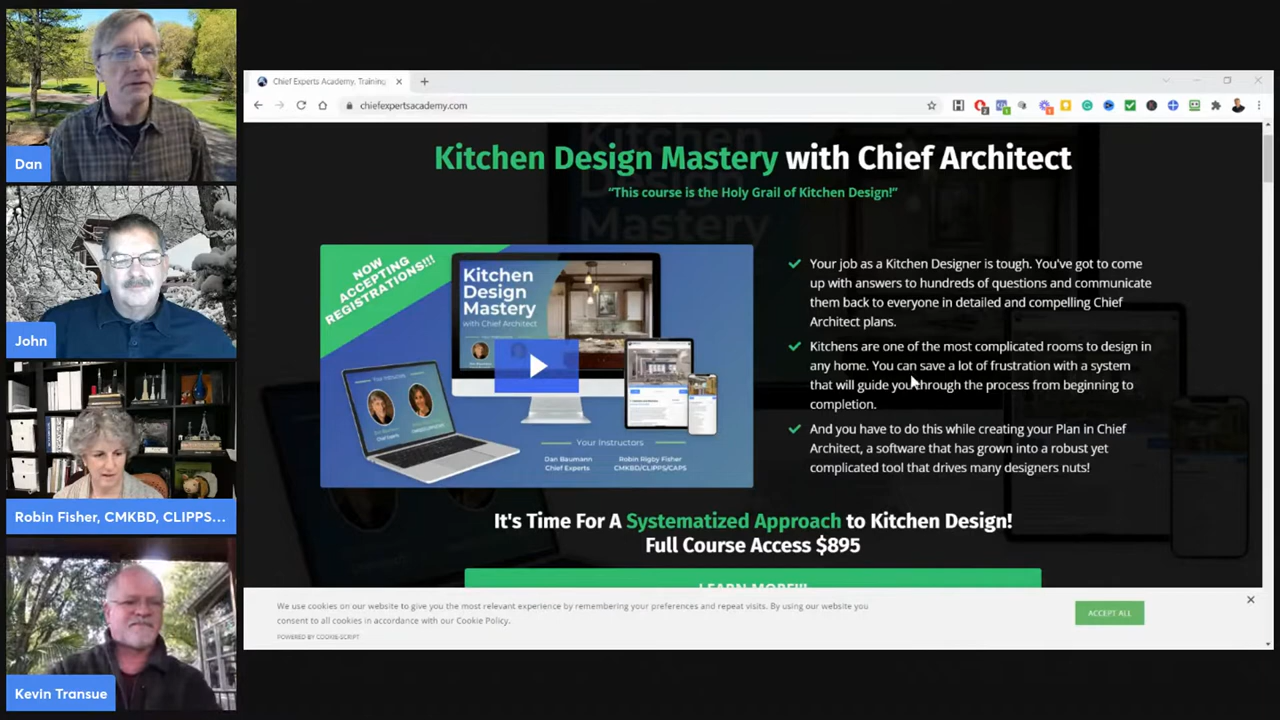 Dan
John
Robin Fisher, CMKBD, CLIPPS...
Kevin Transue
Chief Experts Academy, Training
chiefexpertsacademy.com
Kitchen Design Mastery with Chief Architect
“This course is the Holy Grail of Kitchen Design!”
NOW
ACCEPTING
REGISTRATIONS!!!
Kitchen
Design
Mastery
with Chief Architect
Your Instructors
Your Instructors
Dan Baumann
Chief Experts
Robin Rigby Fisher
CMKBD/CLIPPS/CAPS
Your job as a Kitchen Designer is tough. You've got to come
up with answers to hundreds of questions and communicate
them back to everyone in detailed and compelling Chief
Architect plans.
Kitchens are one of the most complicated rooms to design in
any home. You can save a lot of frustration with a system
that will guide you through the process from beginning to
completion.
And you have to do this while creating your Plan in Chief
Architect, a software that has grown into a robust yet
complicated tool that drives many designers nuts!
It's Time For A Systematized Approach to Kitchen Design!
Full Course Access $895
LEARN MORE!!!
We use cookies on our website to give you the most relevant experience by remembering your preferences and repeat visits. By using our website you
consent to all cookies in accordance with our Cookie Policy.
POWERED BY COOKIE-SCRIPT
ACCEPT ALL